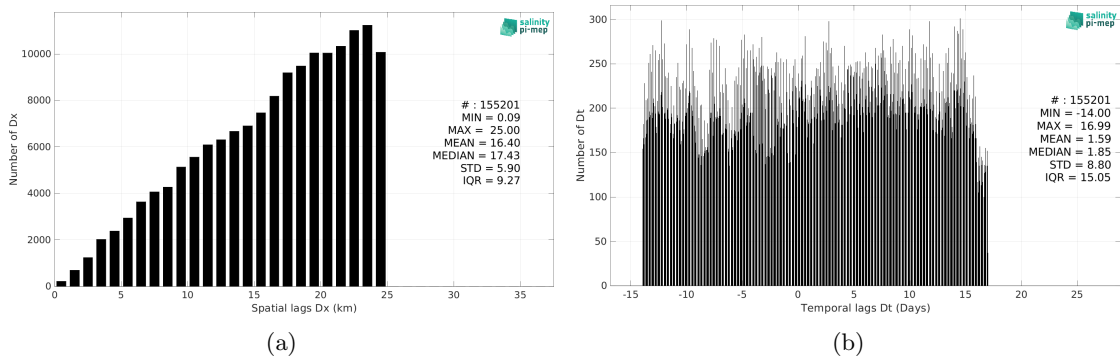 salinity
pi-mep
10000
8000
6000
4000
2000
0
Number of Dx
# : 155201
MIN = 0.09
MAX = 25.00
MEAN = 16.40
MEDIAN = 17.43
STD = 5.90
IQR = 9.27
0 5 10 15 20 25 30 35
Spatial lags Dx (km)
(a)
salinity
pi-mep
300
250
200
150
100
50
0
Number of Dt
# : 155201
MIN = -14.00
MAX = 16.99
MEAN = 1.59
MEDIAN = 1.85
STD = 8.80
IQR = 15.05
-15 -10 -5 0 5 10 15 20 25
Temporal lags Dt (Days)
(b)